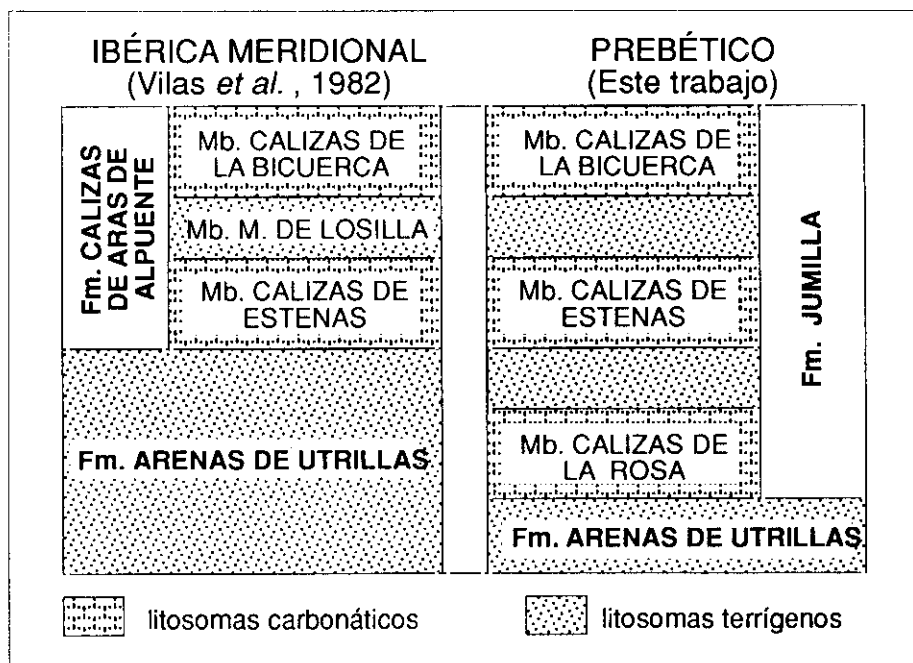 IBÉRICA MERIDIONAL
(Vilas et al. , 1982)
Fm. CALIZAS
DE ARAS DE
ALPUENTE
Mb. CALIZAS DE
LA BICUERCA
Mb. M. DE LOSILLA
Mb. CALIZAS DE
ESTENAS
Fm. ARENAS DE UTRILLAS
PREBÉTICO
(Este trabajo)
Mb. CALIZAS DE
LA BICUERCA
Mb. CALIZAS DE
ESTENAS
Mb. CALIZAS DE
LA ROSA
Fm. JUMILLA
Fm. ARENAS DE UTRILLAS
litosomas carbonáticos
litosomas terrígenos